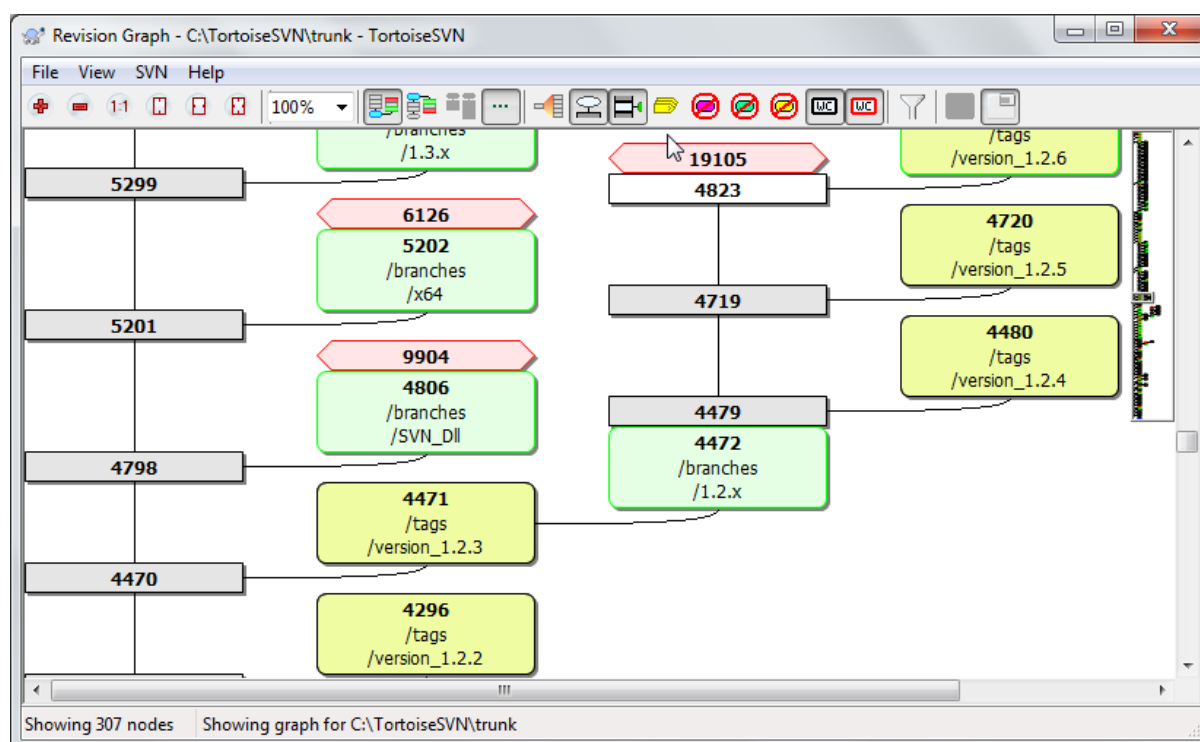 Revision Graph - C:\TortoiseSVN\trunk - TortoiseSVN
File View SVN Help
1:1 100% WC WC
/branches
/1.3.x
5299
6126
5202
/branches
/x64
5201
9904
4806
/branches
/SVN_Dll
4798
4471
/tags
/version_1.2.3
4470
4296
/tags
/version_1.2.2
19105
4823
4719
4479
4472
/branches
/1.2.x
/tags
/version_1.2.6
4720
/tags
/version_1.2.5
4480
/tags
/version_1.2.4
Showing 307 nodes Showing graph for C:\TortoiseSVN\trunk